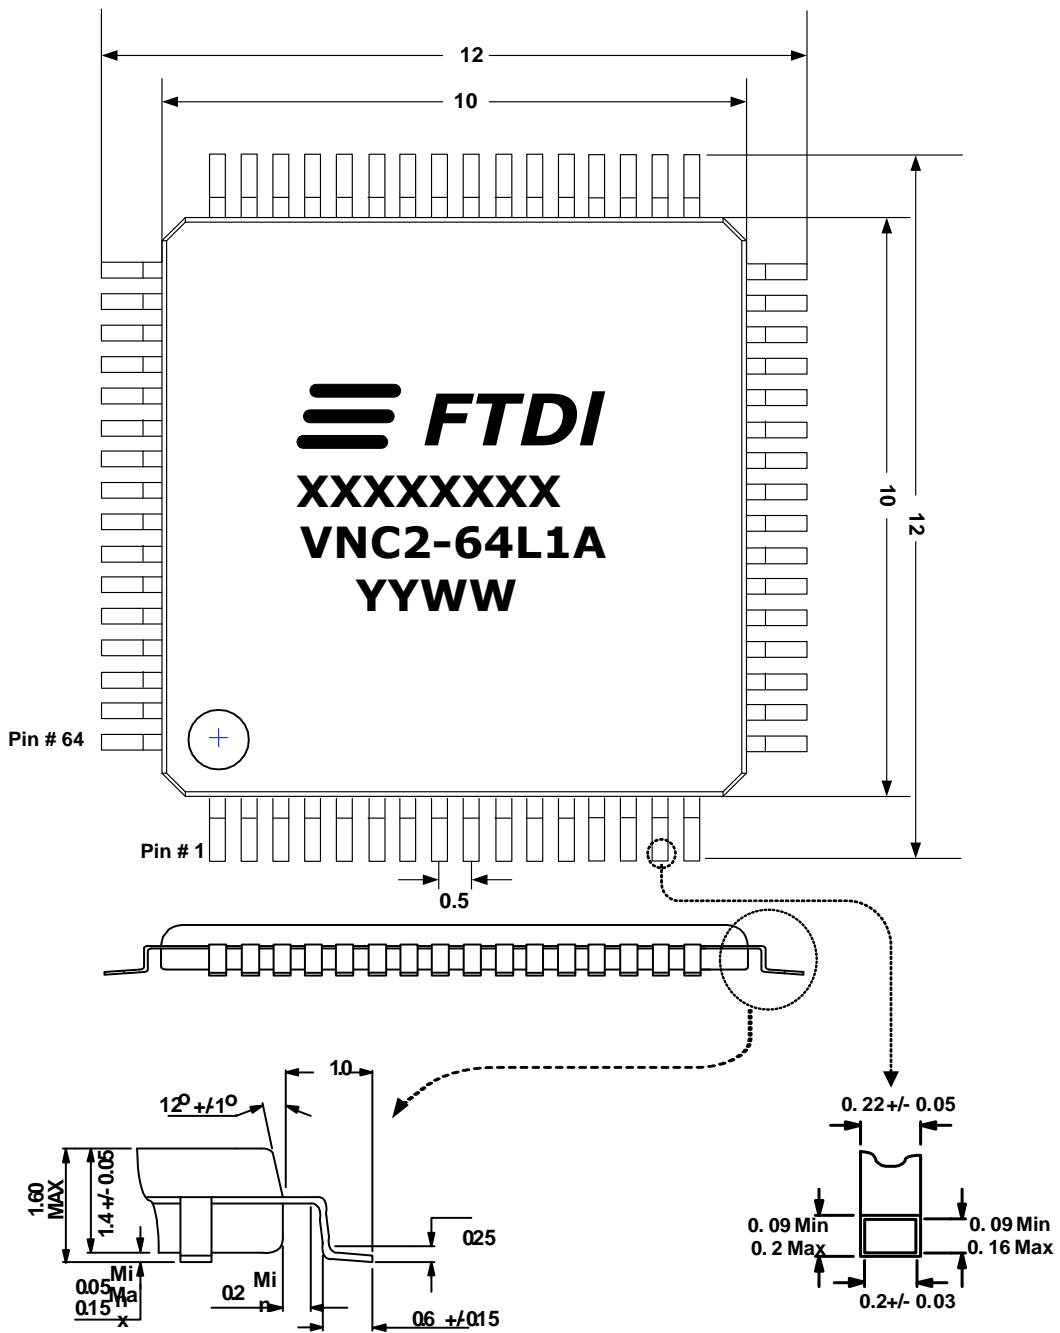 12
10
FTDI
XXXXXXXX
VNC2-64L1A
YYWW
10
12
Pin # 64
Pin # 1
0.5
1.0
12° +/-1°
0. 22 +/- 0.05
1.60 MAX
1.4 +/- 0.05
0.25
0. 09 Min
0. 2 Max
0. 09 Min
0. 16 Max
0.05 Min
0.15 Max
0.2 Min
0.6 +/-0.15
0.2+/- 0.03